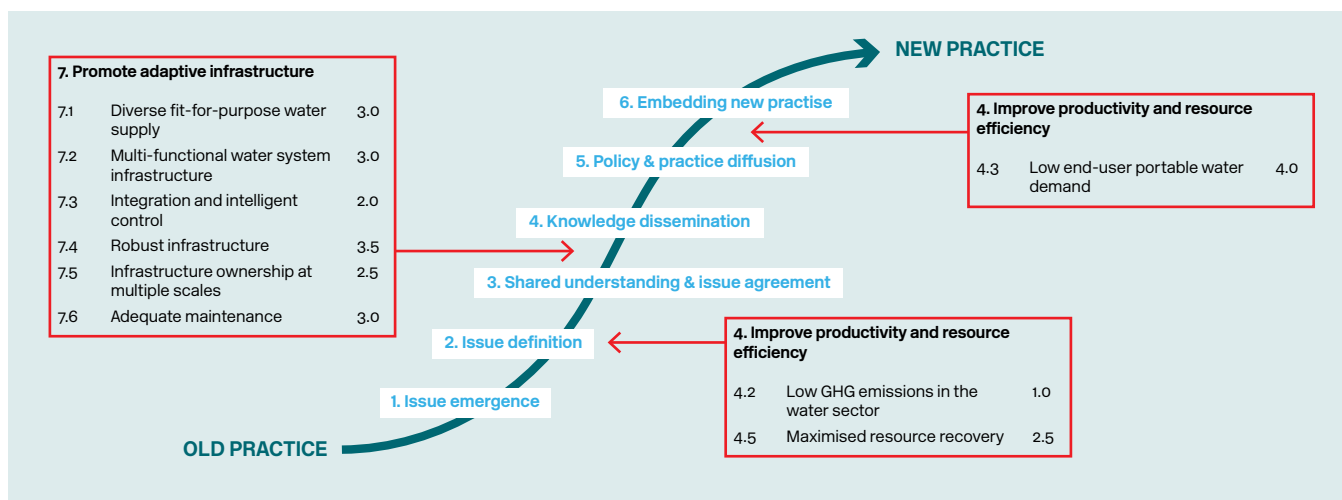 NEW PRACTICE
7. Promote adaptive infrastructure
7.1 Diverse fit-for-purpose water 3.0
supply
7.2 Multi-functional water system 3.0
infrastructure
7.3 Integration and intelligent 2.0
control
7.4 Robust infrastructure 3.5
7.5 Infrastructure ownership at 2.5
multiple scales
7.6 Adequate maintenance 3.0
6. Embedding new practise
5. Policy & practice diffusion
4. Knowledge dissemination
3. Shared understanding & issue agreement
2. Issue definition
1. Issue emergence
OLD PRACTICE
4. Improve productivity and resource
efficiency
4.3 Low end-user portable water 4.0
demand
4. Improve productivity and resource
efficiency
4.2 Low GHG emissions in the 1.0
water sector
4.5 Maximised resource recovery 2.5